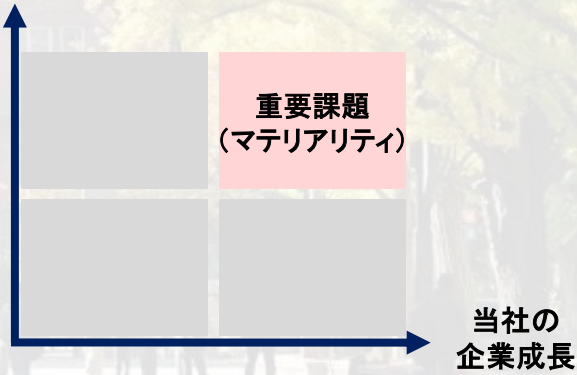 重要課題
（マテリアリティ）
当社の
企業成長